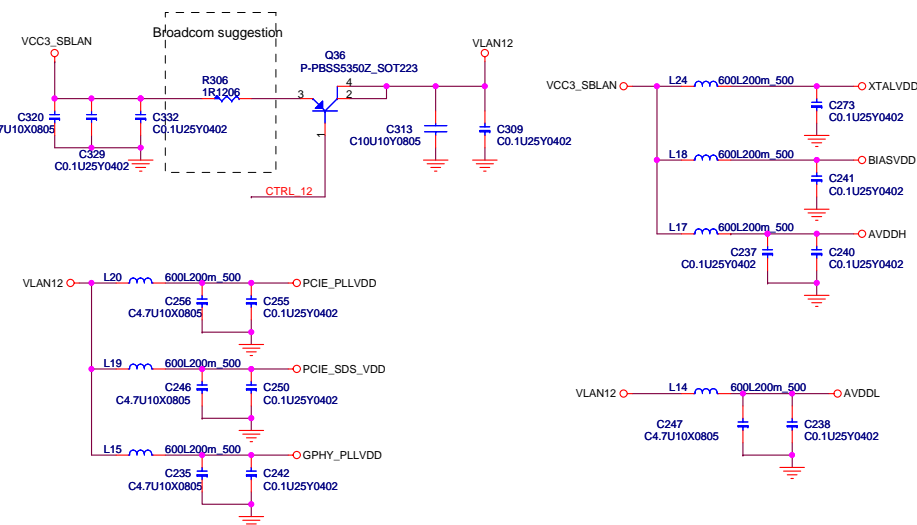 Broadcom suggestion
VCC3_SBLAN
R306
1R1206
Q36
P-PBSS5350Z_SOT223
3
4
2
1
VLAN12
C320
7U10X0805
C329
C0.1U25Y0402
C332
C0.1U25Y0402
C313
C10U10Y0805
C309
C0.1U25Y0402
CTRL_12
VCC3_SBLAN
L24
600L200m_500
XTALVDD
C273
C0.1U25Y0402
L18
600L200m_500
BIASVDD
C241
C0.1U25Y0402
L17
600L200m_500
AVDDH
C237
C0.1U25Y0402
C240
C0.1U25Y0402
VLAN12
L20
600L200m_500
PCIE_PLLVDD
C256
C4.7U10X0805
C255
C0.1U25Y0402
L19
600L200m_500
PCIE_SDS_VDD
C246
C4.7U10X0805
C250
C0.1U25Y0402
L15
600L200m_500
GPHY_PLLVDD
C235
C4.7U10X0805
C242
C0.1U25Y0402
VLAN12
L14
600L200m_500
AVDDL
C247
C4.7U10X0805
C238
C0.1U25Y0402